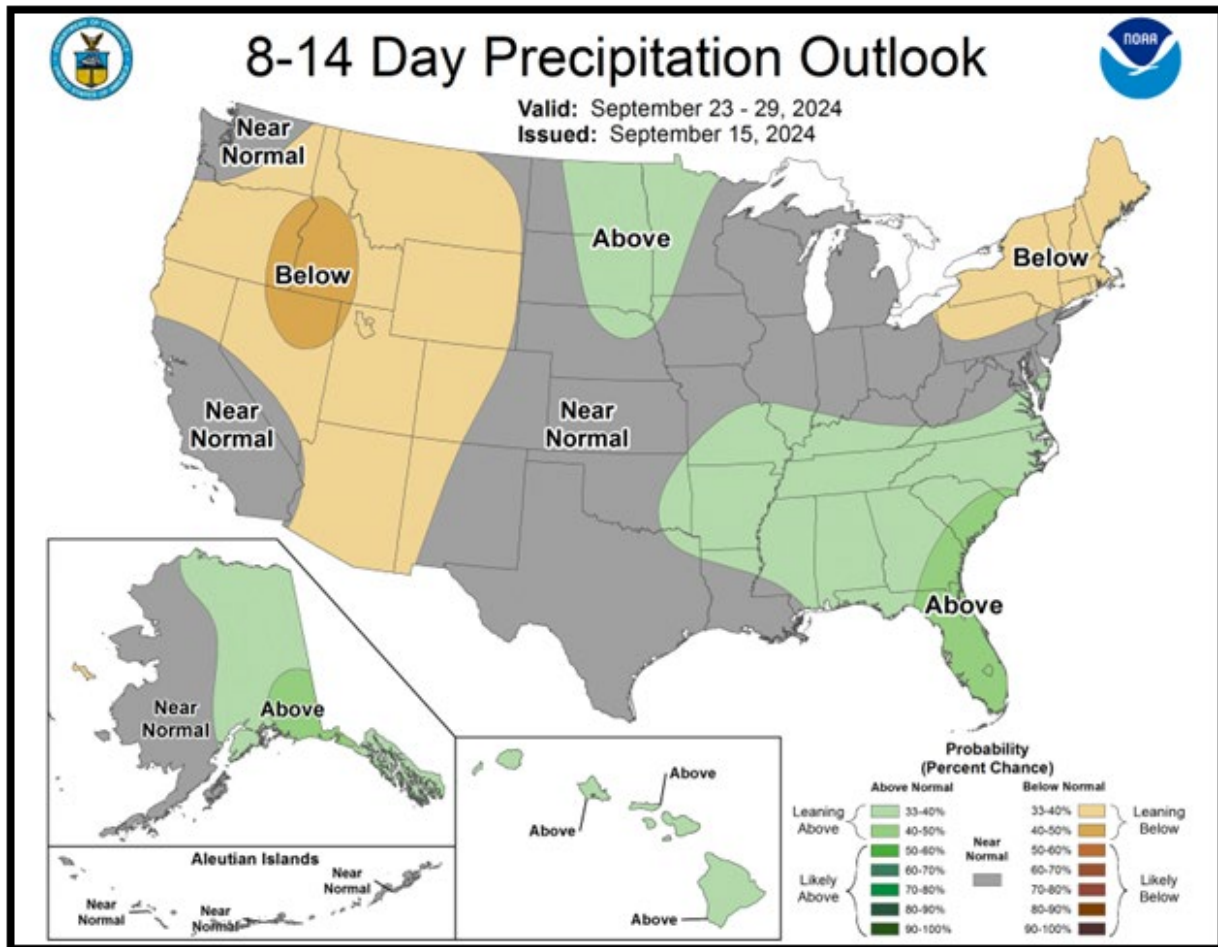 8-14 Day Precipitation Outlook
NOAA
Valid: September 23 - 29, 2024
Issued: September 15, 2024
Near
Normal
Above
Below
Below
Near
Normal
Near
Normal
Above
Near
Normal
Above
Above
Above
Above
Aleutian Islands
Near
Normal
Near
Normal
Near
Normal
Probability
(Percent Chance)
Above Normal
Below Normal
Leaning
Above
33-40%
40-50%
50-60%
60-70%
70-80%
80-90%
90-100%
Likely
Above
Near
Normal
33-40%
40-50%
50-60%
60-70%
70-80%
80-90%
90-100%
Leaning
Below
Likely
Below